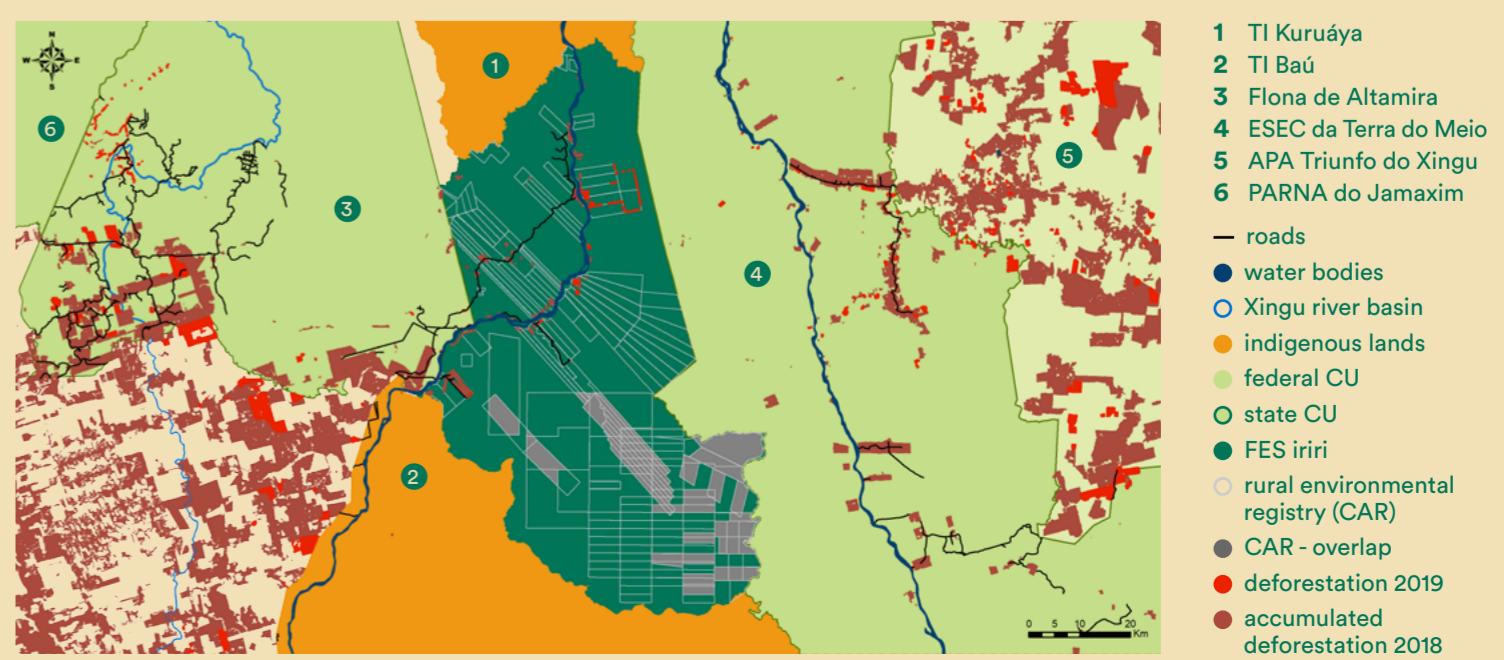 N
W E
S
1
2
3
4
5
6
0 5 10 20
Km
1 TI Kuruáya
2 TI Baú
3 Flona de Altamira
4 ESEC da Terra do Meio
5 APA Triunfo do Xingu
6 PARNA do Jamaxim
roads
water bodies
Xingu river basin
indigenous lands
federal CU
state CU
FES iriri
rural environmental
registry (CAR)
CAR - overlap
deforestation 2019
accumulated
deforestation 2018